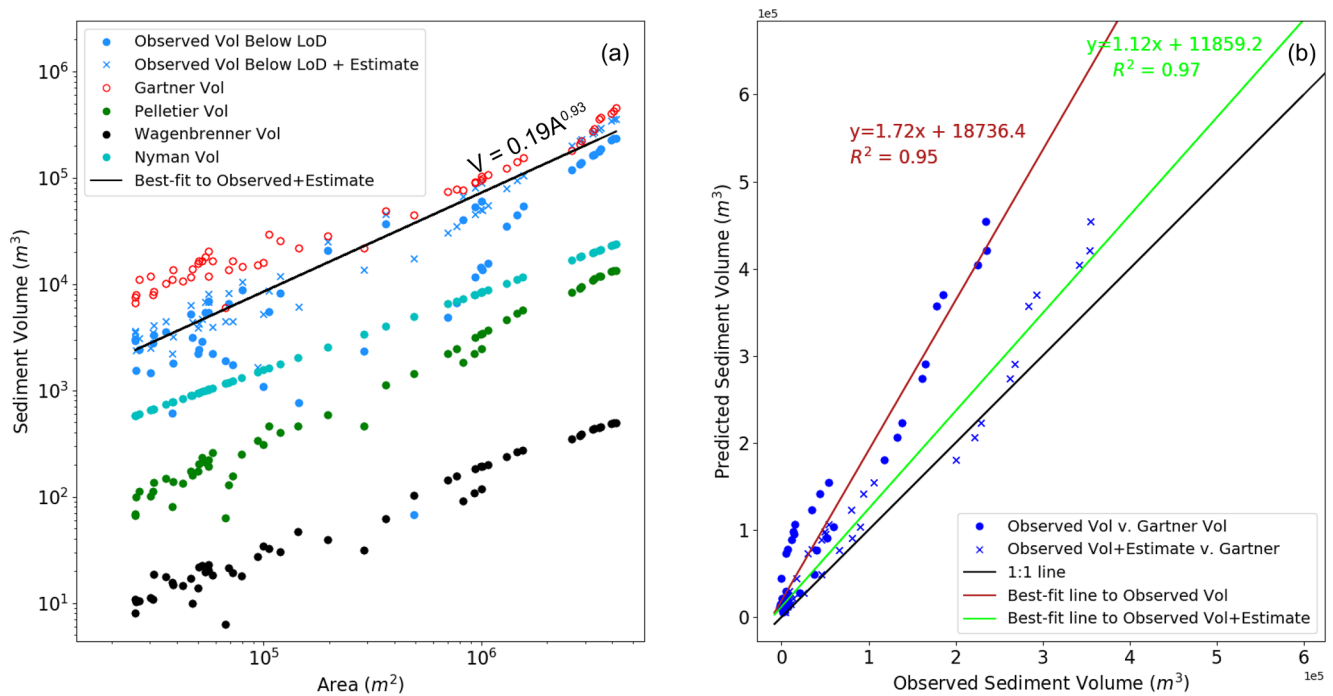 (a)
Observed Vol Below LoD
Observed Vol Below LoD + Estimate
Gartner Vol
Pelletier Vol
Wagenbrenner Vol
Nyman Vol
Best-fit to Observed+Estimate
V = 0.19A^0.93
10^6
10^5
10^4
10^3
10^2
10^1
Sediment Volume (m^3)
10^5
10^6
Area (m^2)
1e5
(b)
y=1.12x + 11859.2
R^2 = 0.97
y=1.72x + 18736.4
R^2 = 0.95
6
5
4
3
2
1
0
Predicted Sediment Volume (m^3)
Observed Vol v. Gartner Vol
Observed Vol+Estimate v. Gartner
1:1 line
Best-fit line to Observed Vol
Best-fit line to Observed Vol+Estimate
0
1
2
3
4
5
6
1e5
Observed Sediment Volume (m^3)